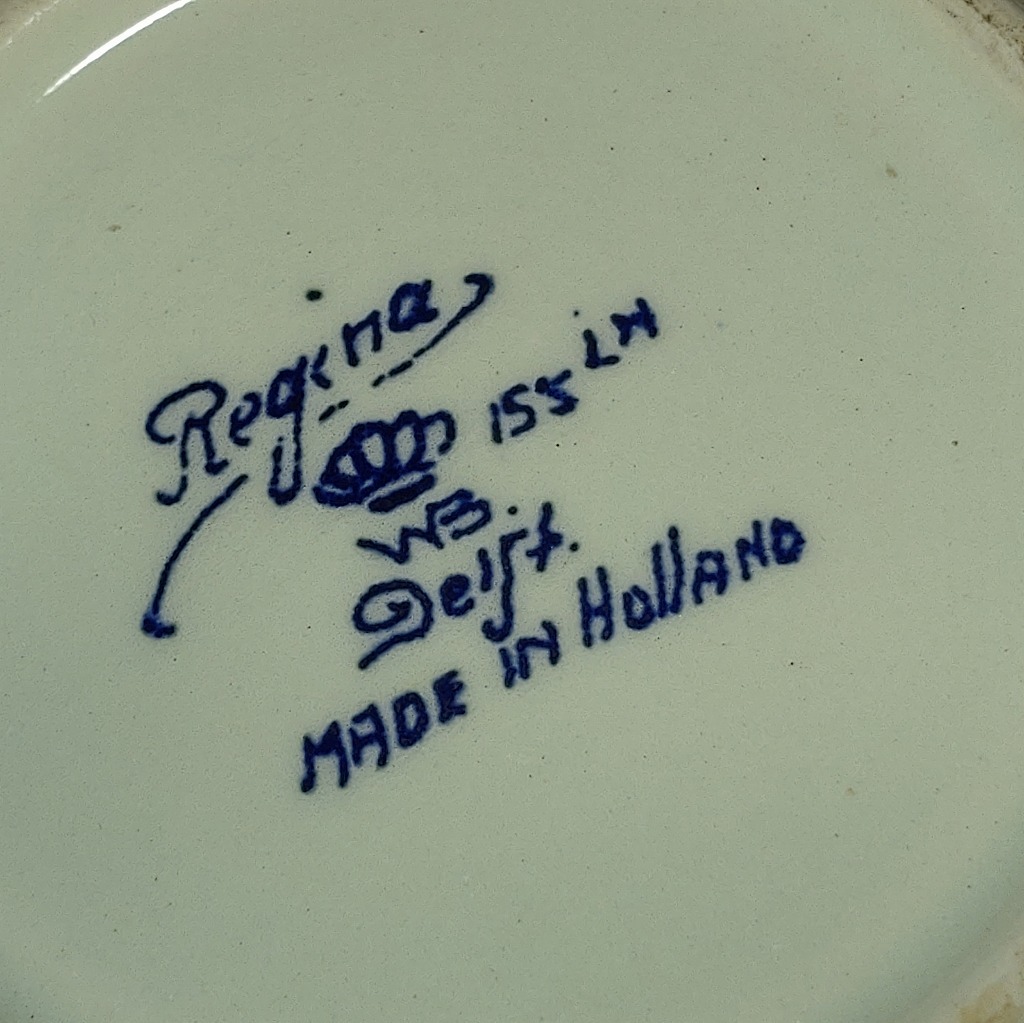 Regina
155 LH
WB.
Delft.
MADE IN HOllAND